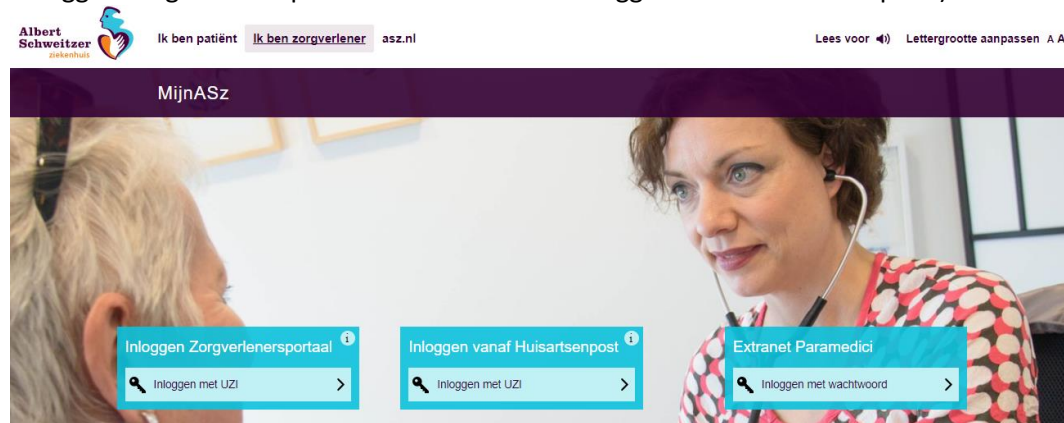 Albert
Schweitzer
ziekenhuis
Ik ben patiënt Ik ben zorgverlener asz.nl
Lees voor Lettergrootte aanpassen A A
MijnASz
Inloggen Zorgverlenersportaal i
Inloggen met UZI
Inloggen vanaf Huisartsenpost i
Inloggen met UZI
Extranet Paramedici
Inloggen met wachtwoord